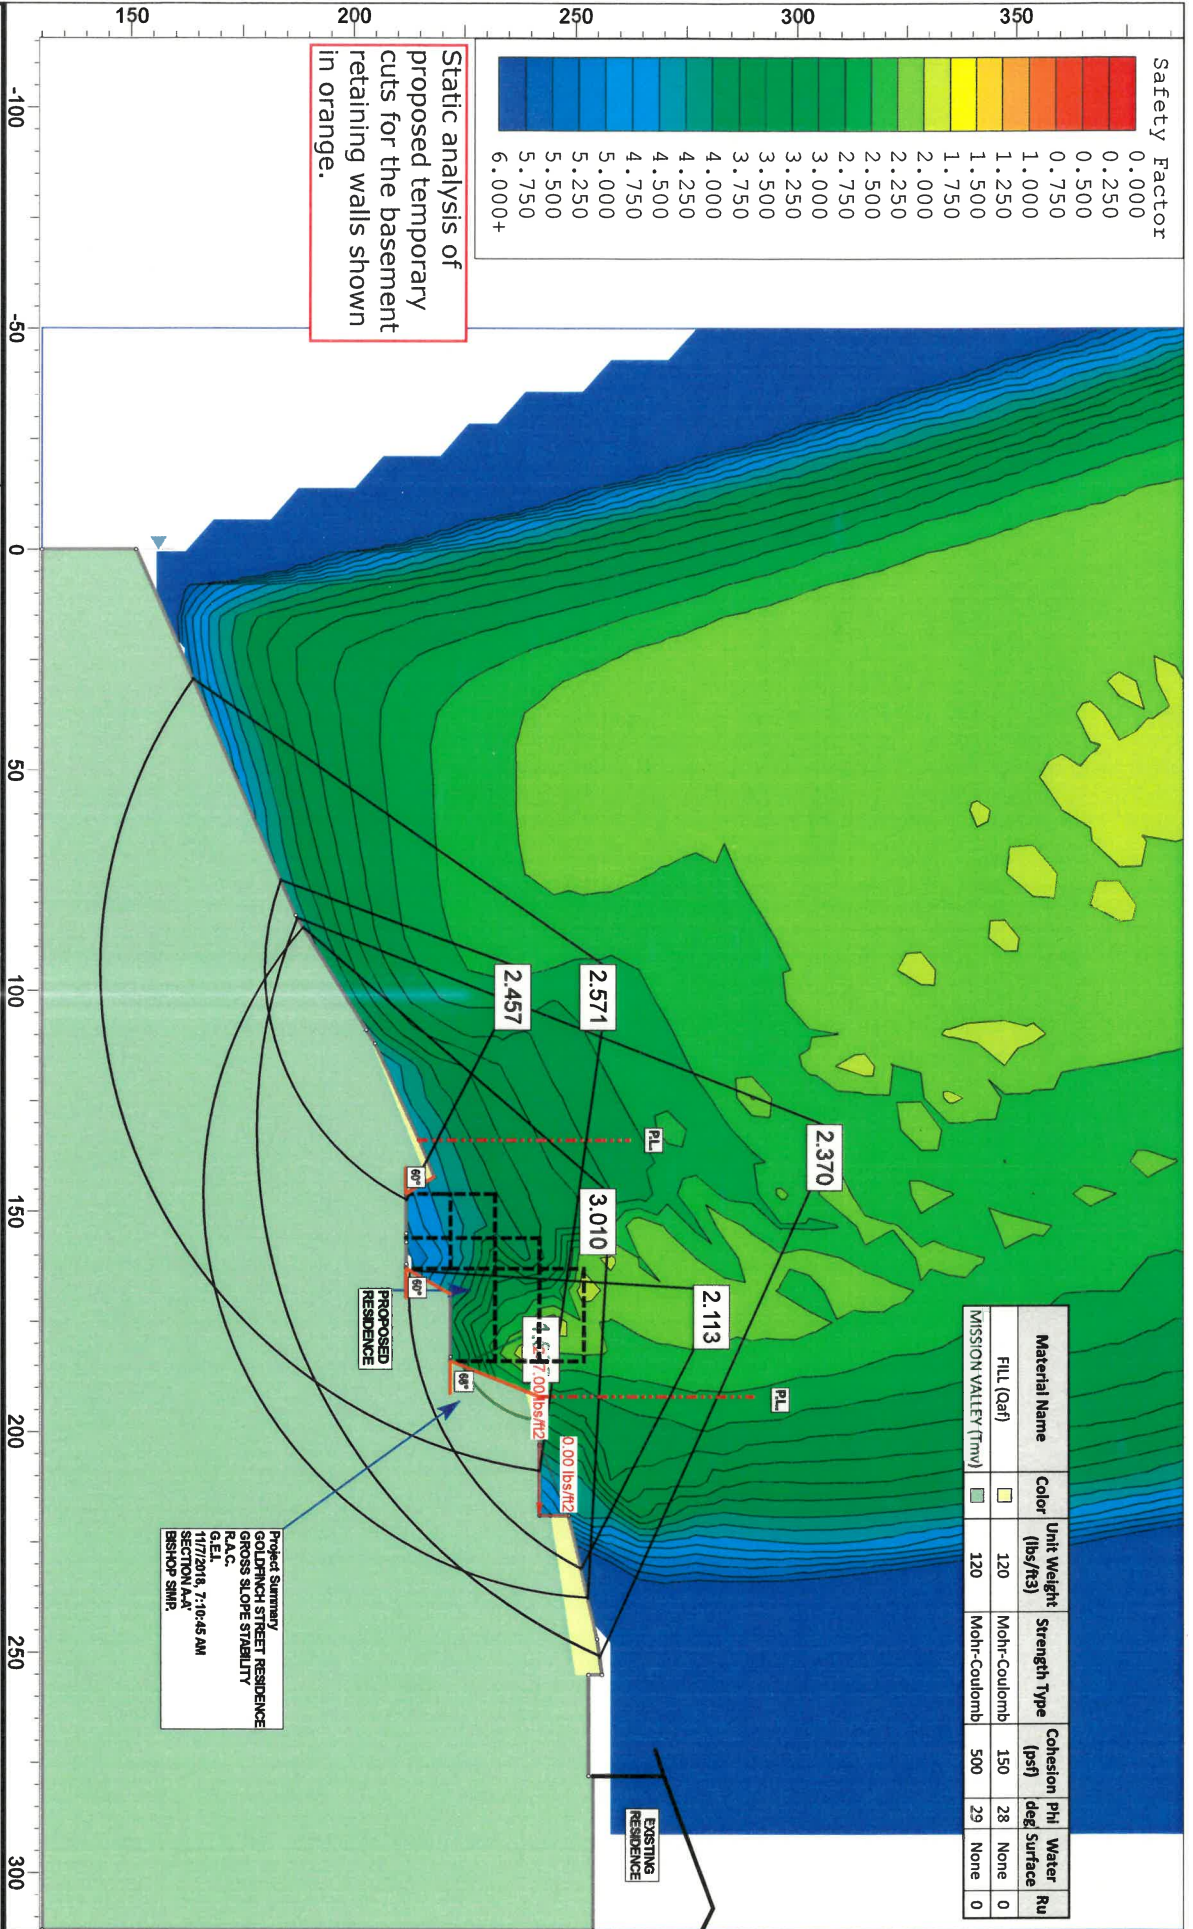 Safety Factor
0.000
0.250
0.500
0.750
1.000
1.250
1.500
1.750
2.000
2.250
2.500
2.750
3.000
3.250
3.500
3.750
4.000
4.250
4.500
4.750
5.000
5.250
5.500
5.750
6.000+
Static analysis of
proposed temporary
cuts for the basement
retaining walls shown
in orange.
Material Name Color Unit Weight (lbs/ft3) Strength Type Cohesion (psf) Phi deg Water Surface Ru
FILL (Qaf) 120 Mohr-Coulomb 150 28 None 0
MISSION VALLEY (Tmv) 120 Mohr-Coulomb 500 29 None 0
350
300
250
200
150
2.370
2.113
2.571
3.010
2.457
P.L.
P.L.
7.00 lbs/ft2
0.00 lbs/ft2
60°
60°
68°
PROPOSED
RESIDENCE
EXISTING
RESIDENCE
Project Summary
GOLDFINCH STREET RESIDENCE
GROSS SLOPE STABILITY
R.A.C.
G.E.I.
11/7/2018, 7:10:45 AM
SECTION A-A'
BISHOP SIMP.
-100
-50
0
50
100
150
200
250
300